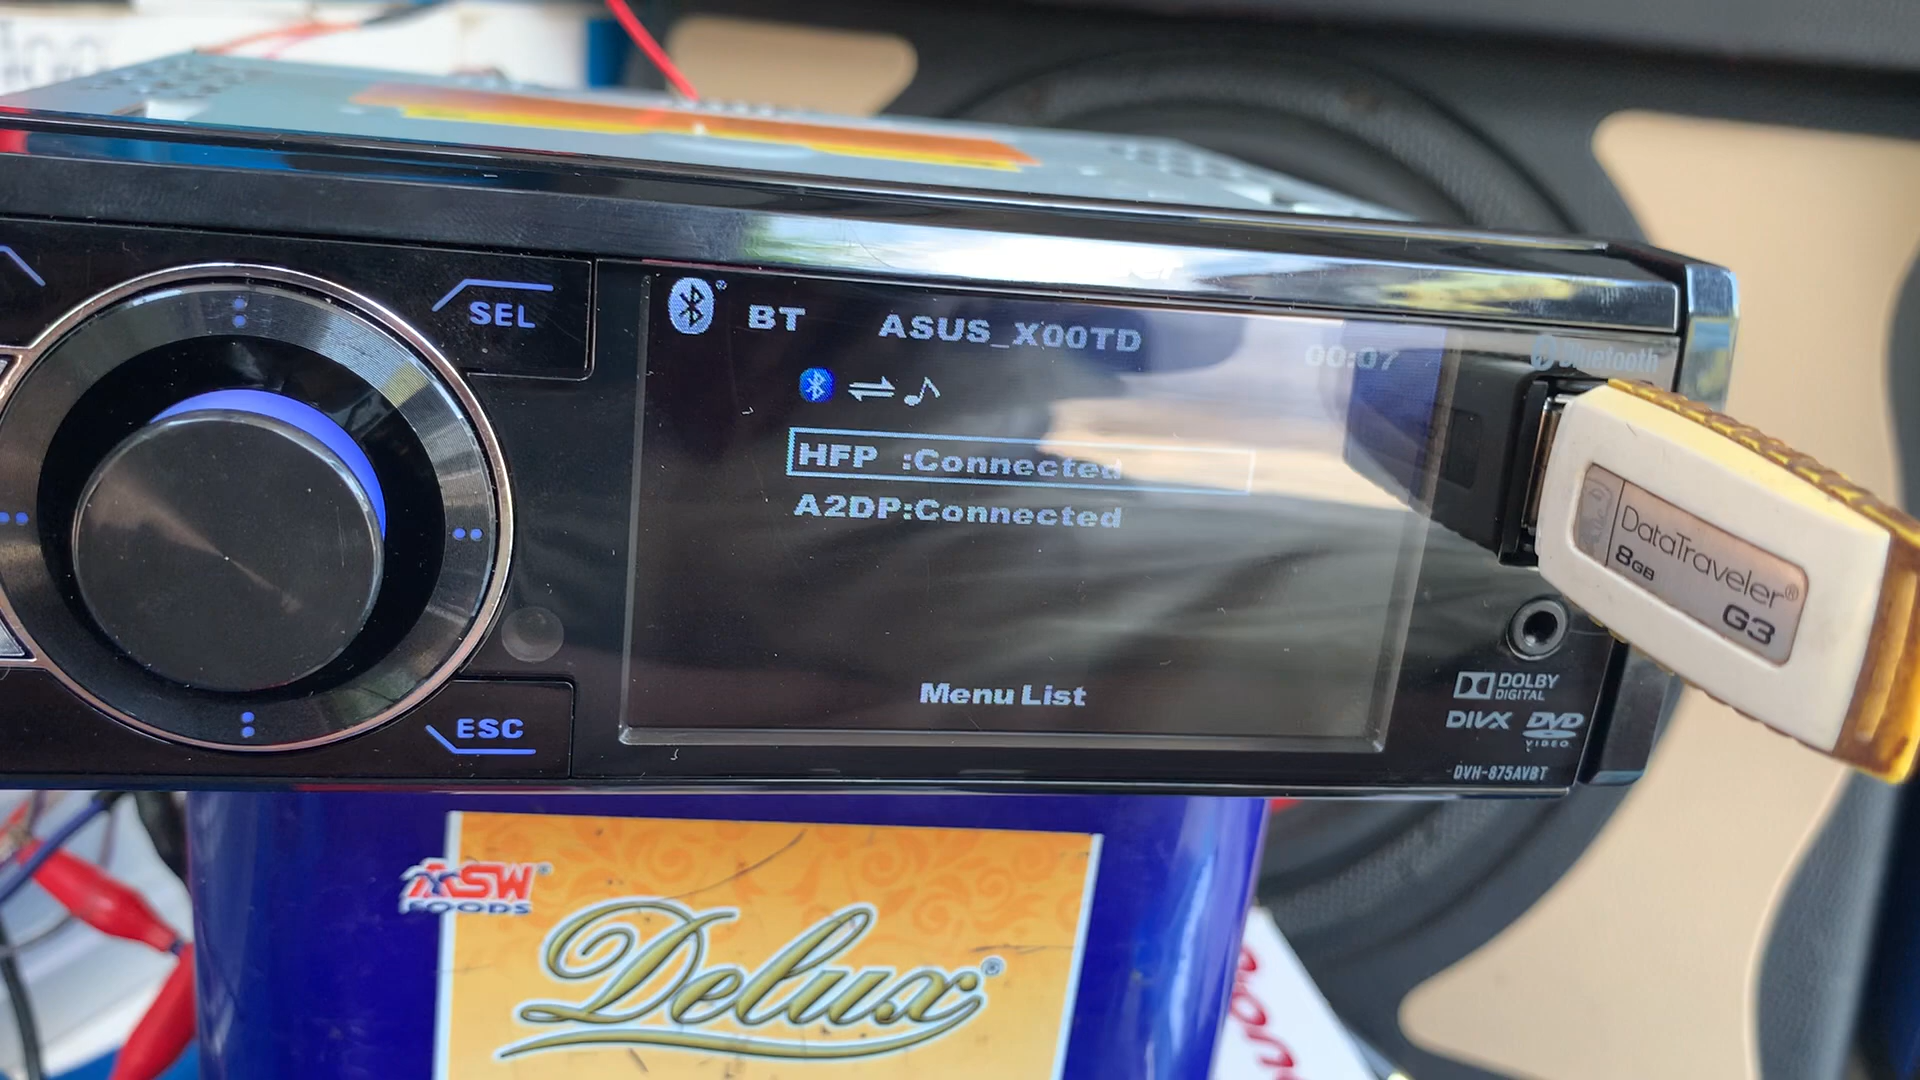 SEL
BT ASUS_X00TD
00:07
HFP :Connected
A2DP:Connected
Menu List
ESC
Bluetooth
DataTraveler®
8GB
G3
DOLBY
DIGITAL
DIVX DVD
VIDEO
DVH-875AVBT
ASW®
FOODS
Delux®